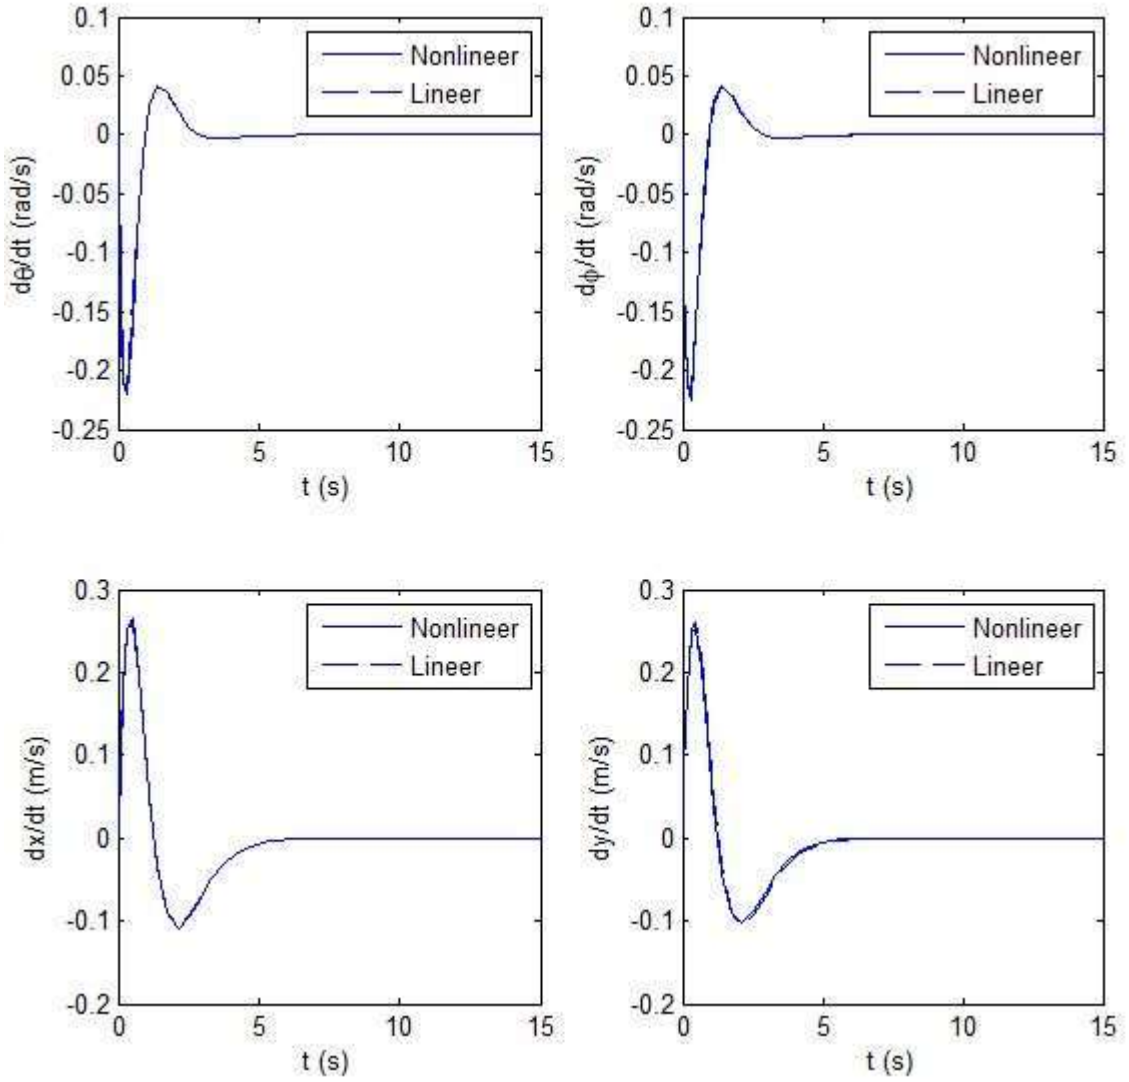 0.1
0.05
0
-0.05
-0.1
-0.15
-0.2
-0.25
dθ/dt (rad/s)
Nonlineer
Lineer
0 5 10 15
t (s)
0.1
0.05
0
-0.05
-0.1
-0.15
-0.2
-0.25
dϕ/dt (rad/s)
Nonlineer
Lineer
0 5 10 15
t (s)
0.3
0.2
0.1
0
-0.1
-0.2
dx/dt (m/s)
Nonlineer
Lineer
0 5 10 15
t (s)
0.3
0.2
0.1
0
-0.1
-0.2
dy/dt (m/s)
Nonlineer
Lineer
0 5 10 15
t (s)